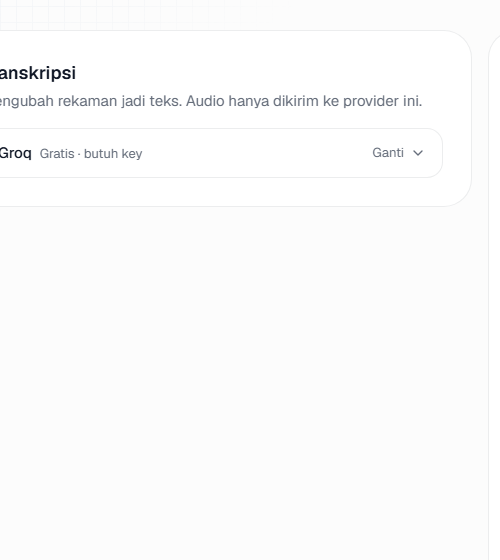 anskripsi
engubah rekaman jadi teks. Audio hanya dikirim ke provider ini.
Groq Gratis · butuh key Ganti